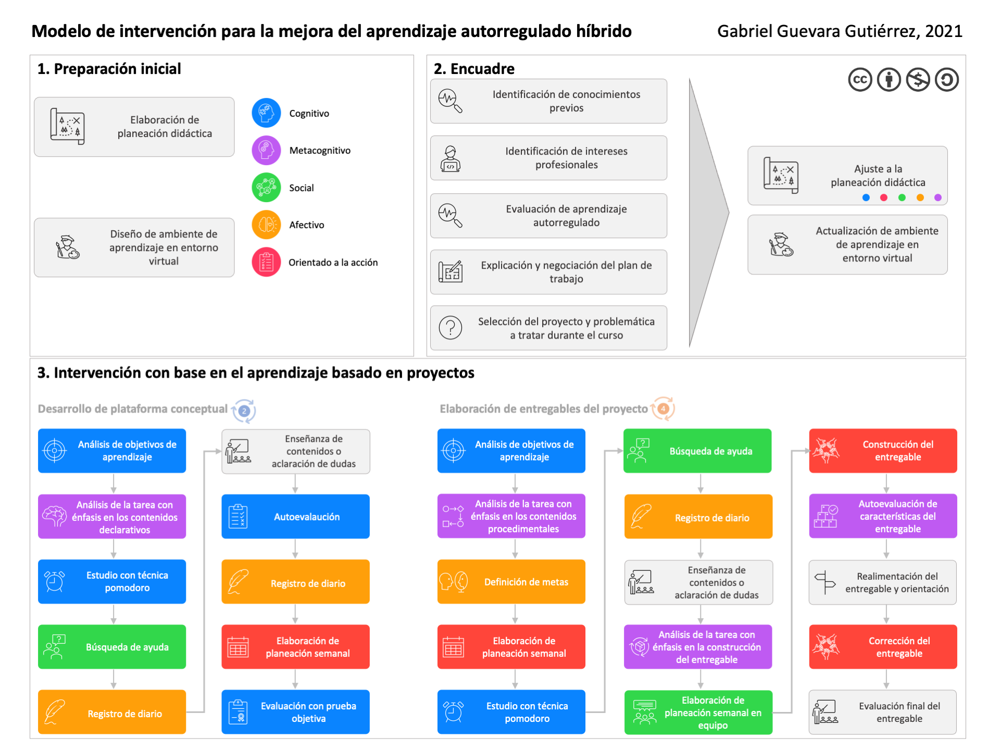 Modelo de intervención para la mejora del aprendizaje autorregulado híbrido
Gabriel Guevara Gutiérrez, 2021
1. Preparación inicial
Elaboración de
planeación didáctica
Diseño de ambiente de
aprendizaje en entorno
virtual
Cognitivo
Metacognitivo
Social
Afectivo
Orientado a la acción
2. Encuadre
cc
Identificación de conocimientos
previos
Identificación de intereses
profesionales
Evaluación de aprendizaje
autorregulado
Explicación y negociación del plan de
trabajo
Selección del proyecto y problemática
a tratar durante el curso
Ajuste a la
planeación didáctica
Actualización de ambiente
de aprendizaje en
entorno virtual
3. Intervención con base en el aprendizaje basado en proyectos
Desarrollo de plataforma conceptual
2
Análisis de objetivos de
aprendizaje
Análisis de la tarea con
énfasis en los contenidos
declarativos
Estudio con técnica
pomodoro
Búsqueda de ayuda
Registro de diario
Enseñanza de
contenidos o
aclaración de dudas
Autoevalaución
Registro de diario
Elaboración de
planeación semanal
Evaluación con prueba
objetiva
Elaboración de entregables del proyecto
4
Análisis de objetivos de
aprendizaje
Análisis de la tarea con
énfasis en los contenidos
procedimentales
Definición de metas
Elaboración de
planeación semanal
Estudio con técnica
pomodoro
Búsqueda de ayuda
Registro de diario
Enseñanza de
contenidos o
aclaración de dudas
Análisis de la tarea con
énfasis en la construcción
del entregable
Elaboración de
planeación semanal en
equipo
Construcción del
entregable
Autoevaluación de
características del
entregable
Realimentación del
entregable y orientación
Corrección del
entregable
Evaluación final del
entregable